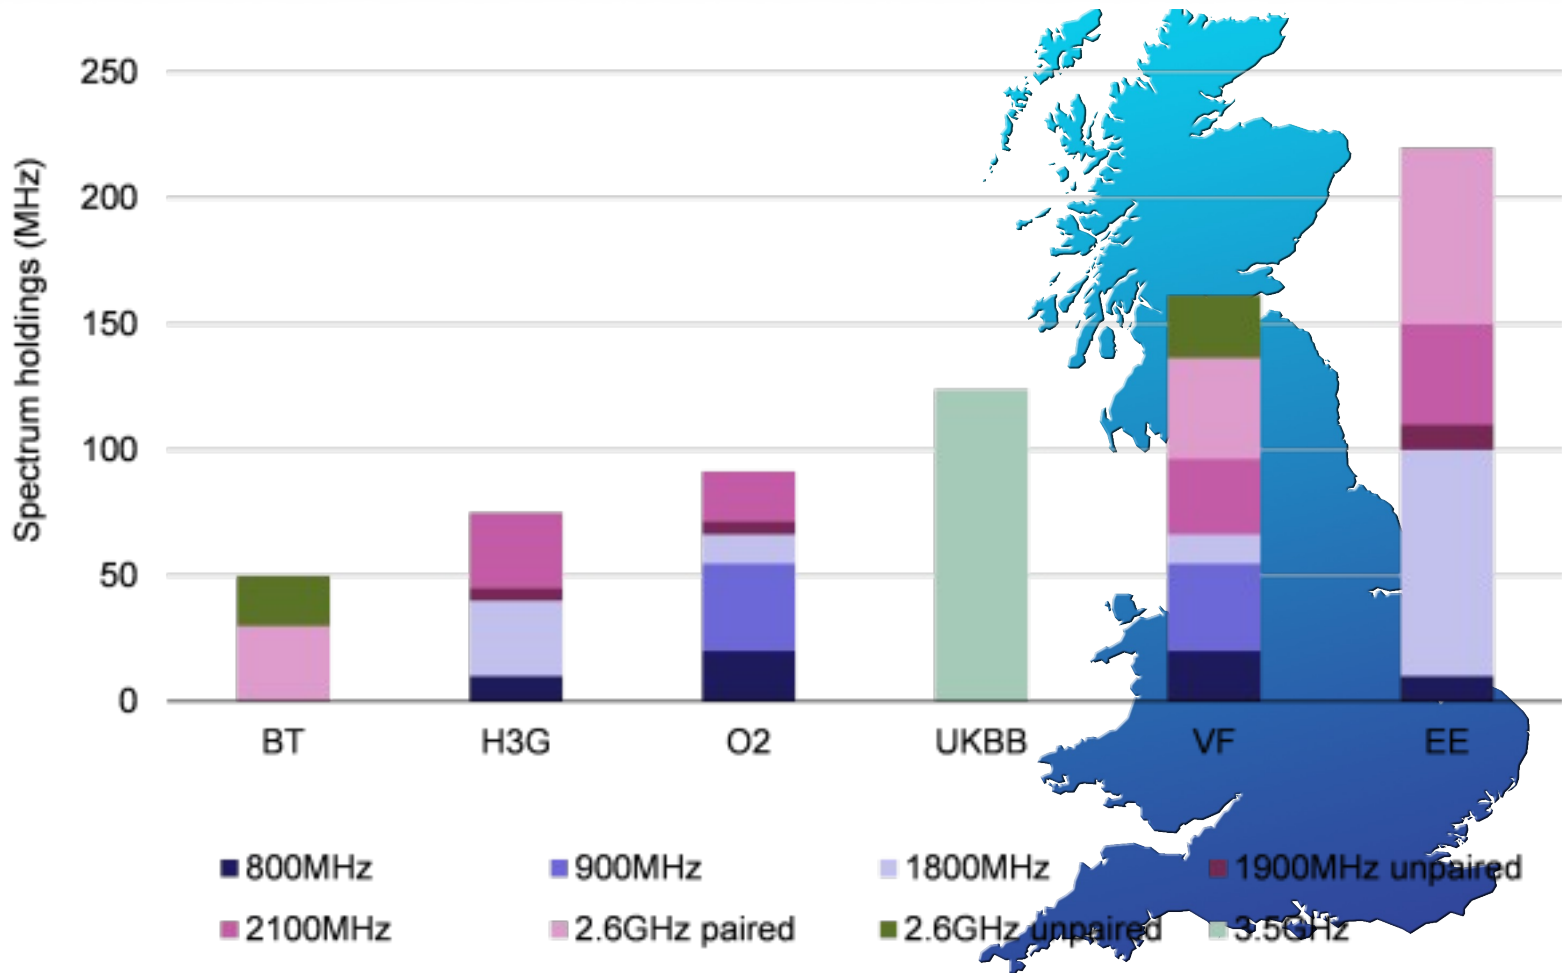 250
200
150
100
50
0
Spectrum holdings (MHz)
BT H3G O2 UKBB VF EE
800MHz 900MHz 1800MHz 1900MHz unpaired
2100MHz 2.6GHz paired 2.6GHz unpaired 3.5GHz